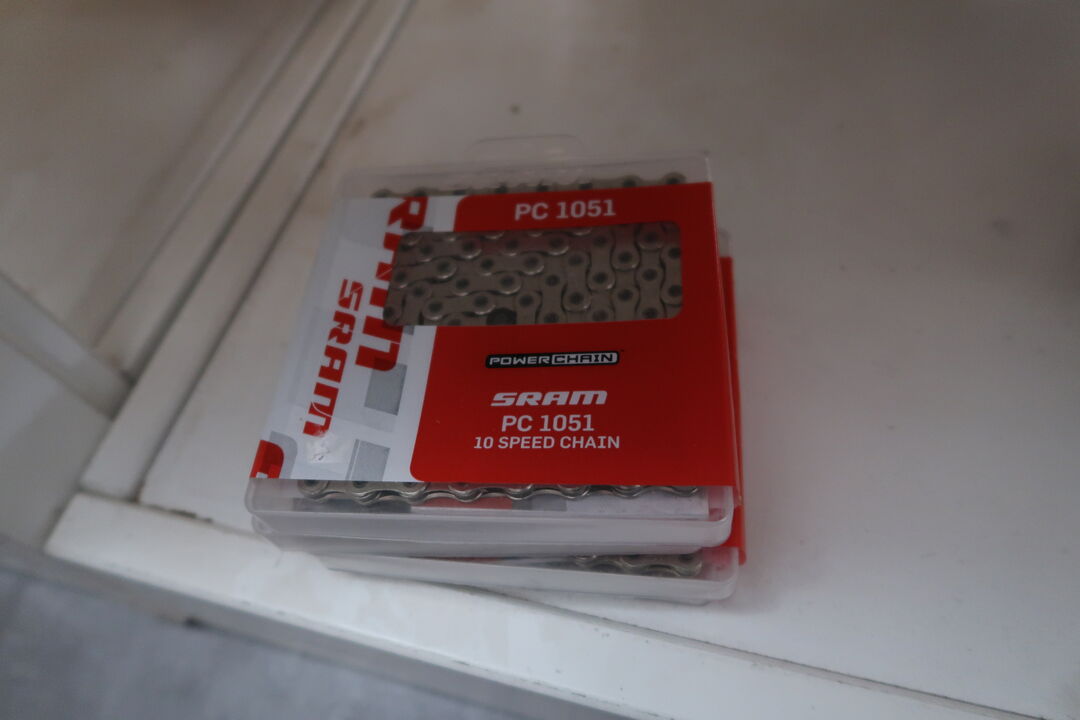 PC 1051
SRAM
POWERCHAIN
SRAM
PC 1051
10 SPEED CHAIN